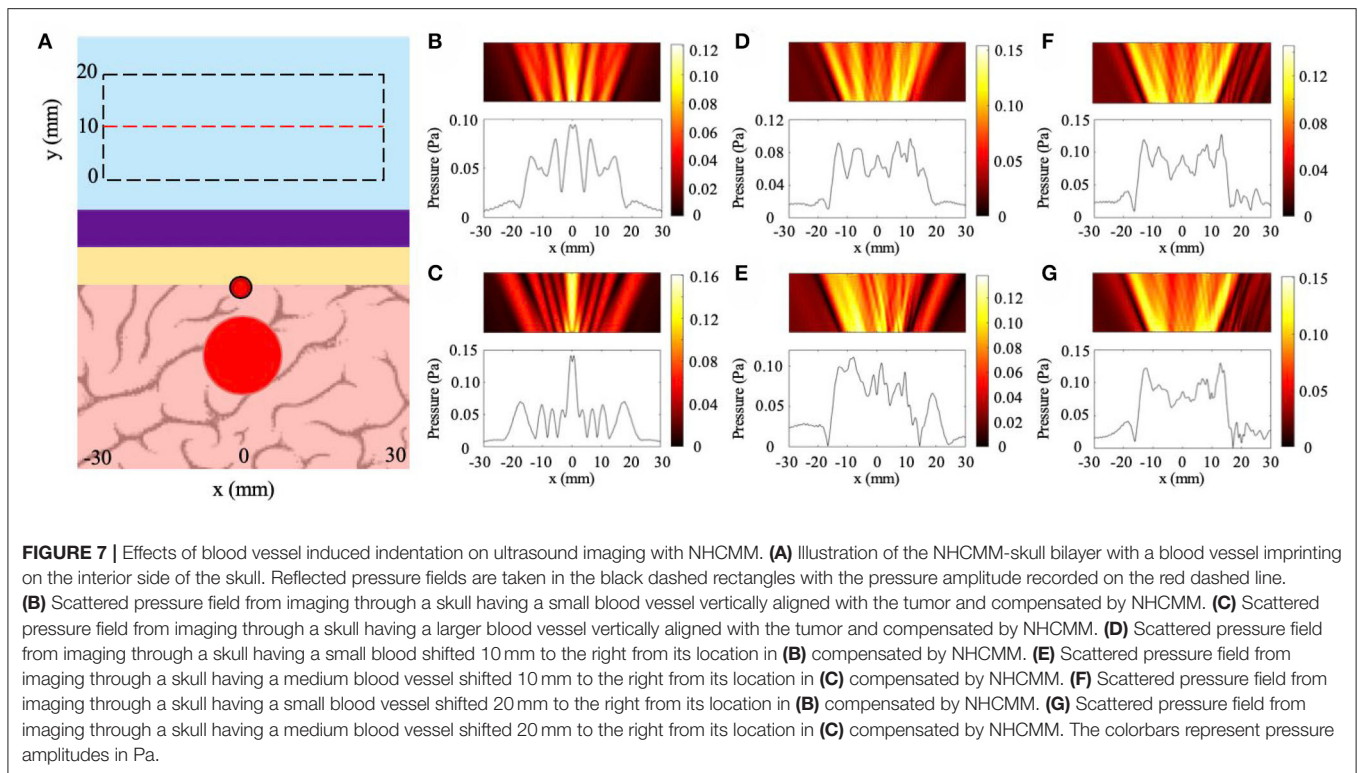 A
20
10
0
y (mm)
-30
0
30
x (mm)
B
0.12
0.10
0.08
0.06
0.04
0.02
0
Pressure (Pa)
0.10
0.05
0
-30 -20 -10 0 10 20 30
x (mm)
D
0.15
0.10
0.05
0
Pressure (Pa)
0.12
0.08
0.04
0
-30 -20 -10 0 10 20 30
x (mm)
F
0.10
0.05
0
Pressure (Pa)
0.15
0.10
0.05
0
-30 -20 -10 0 10 20 30
x (mm)
C
0.16
0.12
0.08
0.04
0
Pressure (Pa)
0.15
0.10
0.05
0
-30 -20 -10 0 10 20 30
x (mm)
E
0.12
0.10
0.08
0.06
0.04
0.02
0
Pressure (Pa)
0.12
0.08
0.04
0
-30 -20 -10 0 10 20 30
x (mm)
G
0.15
0.10
0.05
0
Pressure (Pa)
0.15
0.10
0.05
0
-30 -20 -10 0 10 20 30
x (mm)
FIGURE 7 | Effects of blood vessel induced indentation on ultrasound imaging with NHCMM. (A) Illustration of the NHCMM-skull bilayer with a blood vessel imprinting
on the interior side of the skull. Reflected pressure fields are taken in the black dashed rectangles with the pressure amplitude recorded on the red dashed line.
(B) Scattered pressure field from imaging through a skull having a small blood vessel vertically aligned with the tumor and compensated by NHCMM. (C) Scattered
pressure field from imaging through a skull having a larger blood vessel vertically aligned with the tumor and compensated by NHCMM. (D) Scattered pressure field
from imaging through a skull having a small blood shifted 10 mm to the right from its location in (B) compensated by NHCMM. (E) Scattered pressure field from
imaging through a skull having a medium blood vessel shifted 10 mm to the right from its location in (C) compensated by NHCMM. (F) Scattered pressure field from
imaging through a skull having a small blood vessel shifted 20 mm to the right from its location in (B) compensated by NHCMM. (G) Scattered pressure field from
imaging through a skull having a medium blood vessel shifted 20 mm to the right from its location in (C) compensated by NHCMM. The colorbars represent pressure
amplitudes in Pa.